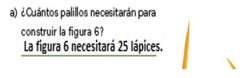 a) ¿Cuántos palillos necesitarán para
construir la figura 6?
La figura 6 necesitará 25 lápices.